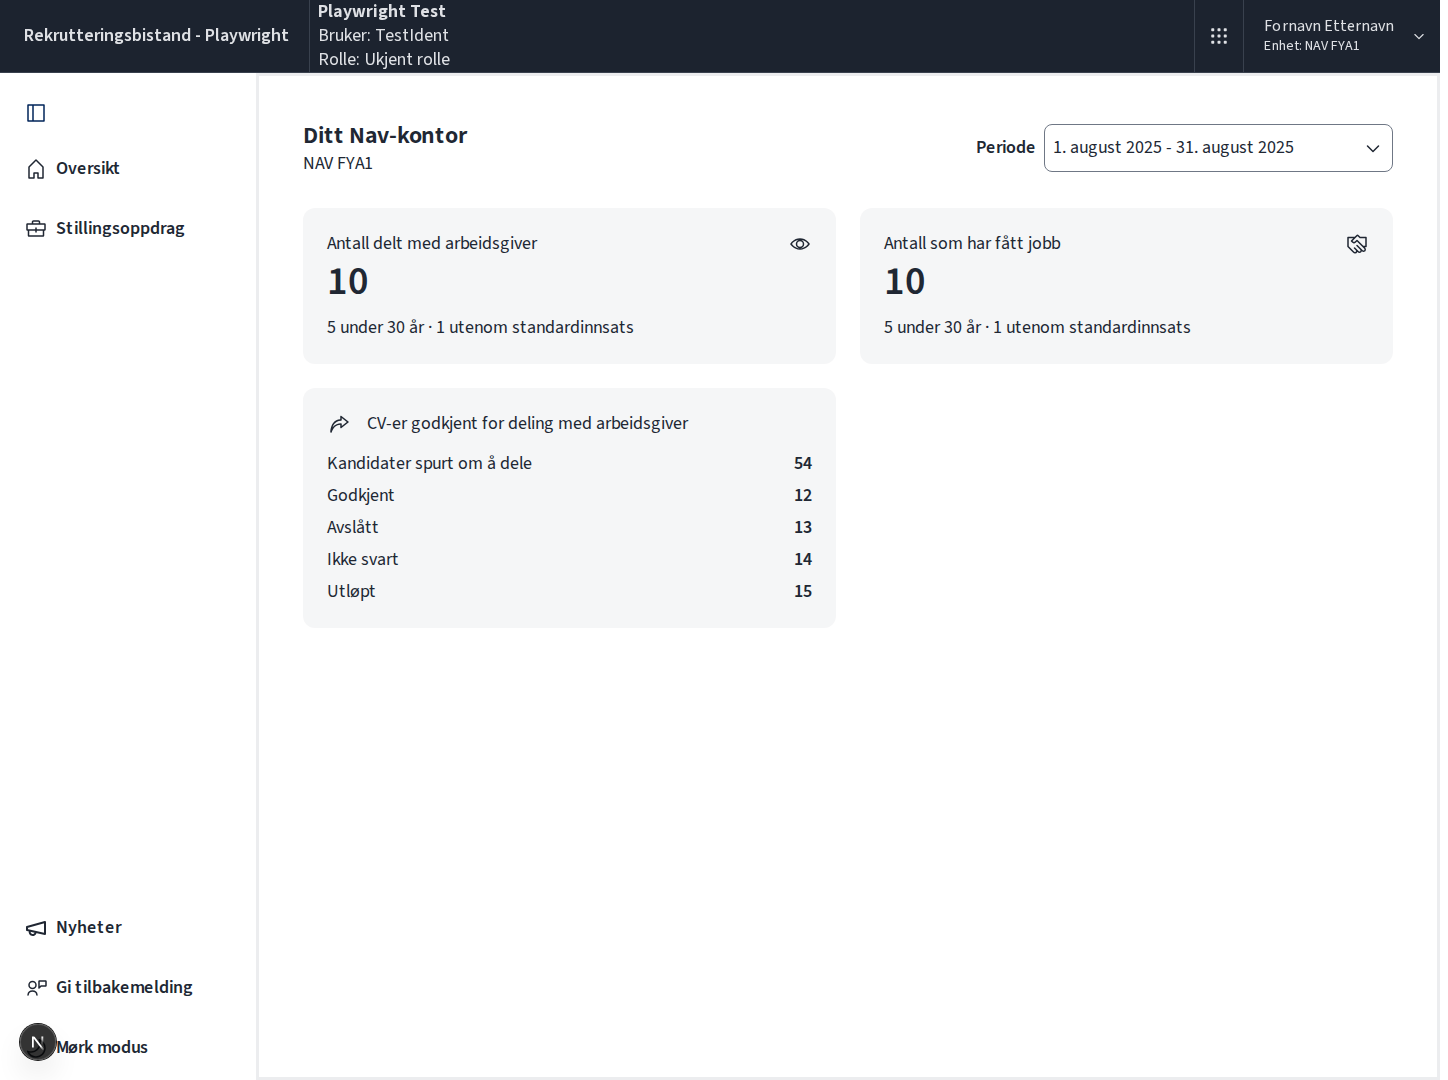 Rekrutteringsbistand - Playwright
Playwright Test
Bruker: TestIdent
Rolle: Ukjent rolle
Fornavn Etternavn
Enhet: NAV FYA1
Oversikt
Stillingsoppdrag
Nyheter
Gi tilbakemelding
N
Mørk modus
Ditt Nav-kontor
NAV FYA1
Periode
1. august 2025 - 31. august 2025
Antall delt med arbeidsgiver
10
5 under 30 år · 1 utenom standardinnsats
Antall som har fått jobb
10
5 under 30 år · 1 utenom standardinnsats
CV-er godkjent for deling med arbeidsgiver
Kandidater spurt om å dele 54
Godkjent 12
Avslått 13
Ikke svart 14
Utløpt 15